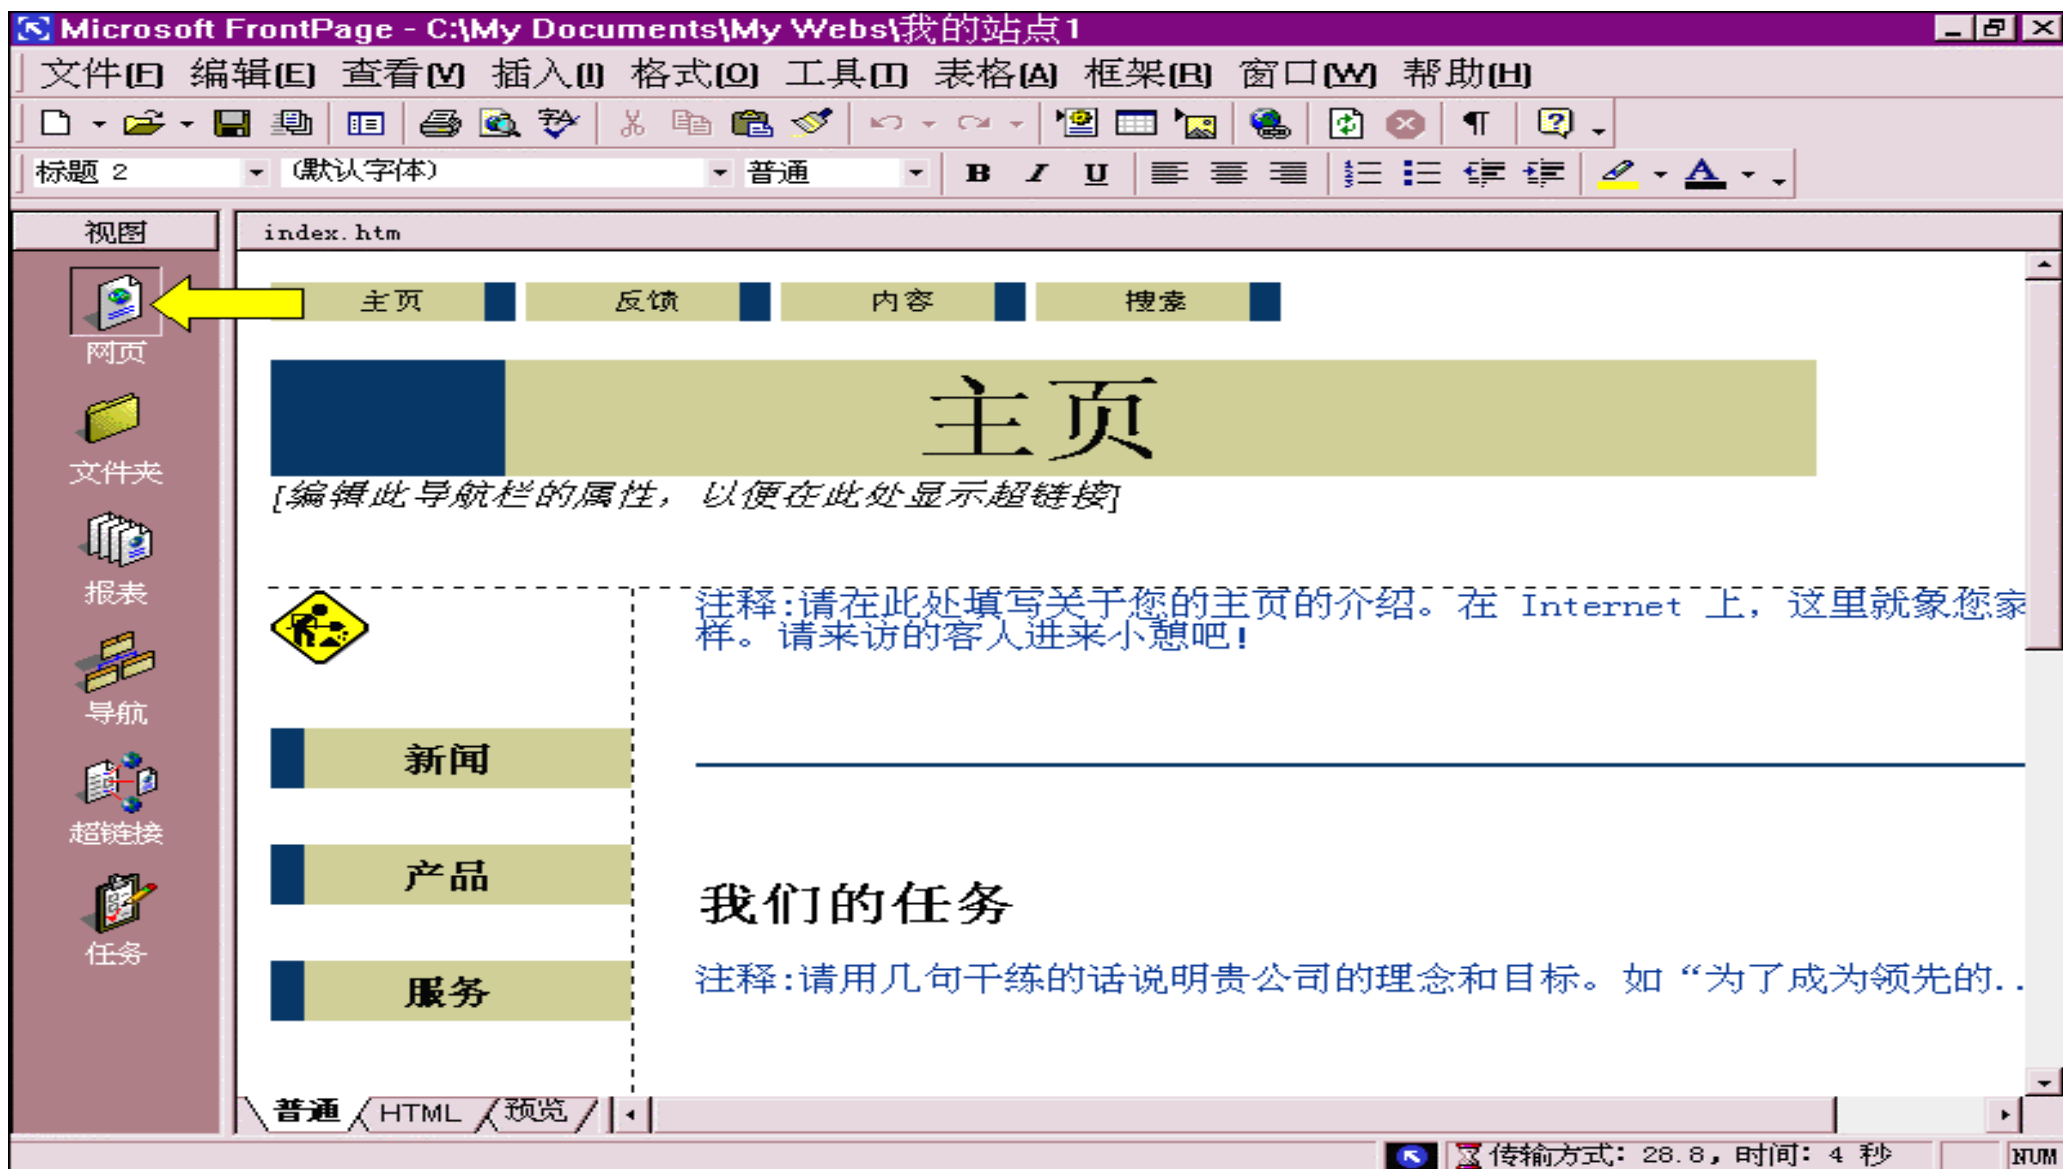 Microsoft FrontPage - C:\My Documents\My Webs\我的站点1
文件(F) 编辑(E) 查看(V) 插入(I) 格式(O) 工具(T) 表格(A) 框架(R) 窗口(W) 帮助(H)
标题 2 (默认字体) 普通 B I U A
视图 index.htm
主页 反馈 内容 搜索
网页
主页
文件夹
[编辑此导航栏的属性，以便在此处显示超链接]
报表
注释:请在此处填写关于您的主页的介绍。在 Internet 上，这里就象您家
样。请来访的客人进来小憩吧!
导航
新闻
超链接
产品
我们的任务
任务
服务
注释:请用几句干练的话说明贵公司的理念和目标。如“为了成为领先的..
普通 HTML 预览
传输方式: 28.8, 时间: 4 秒 NUM